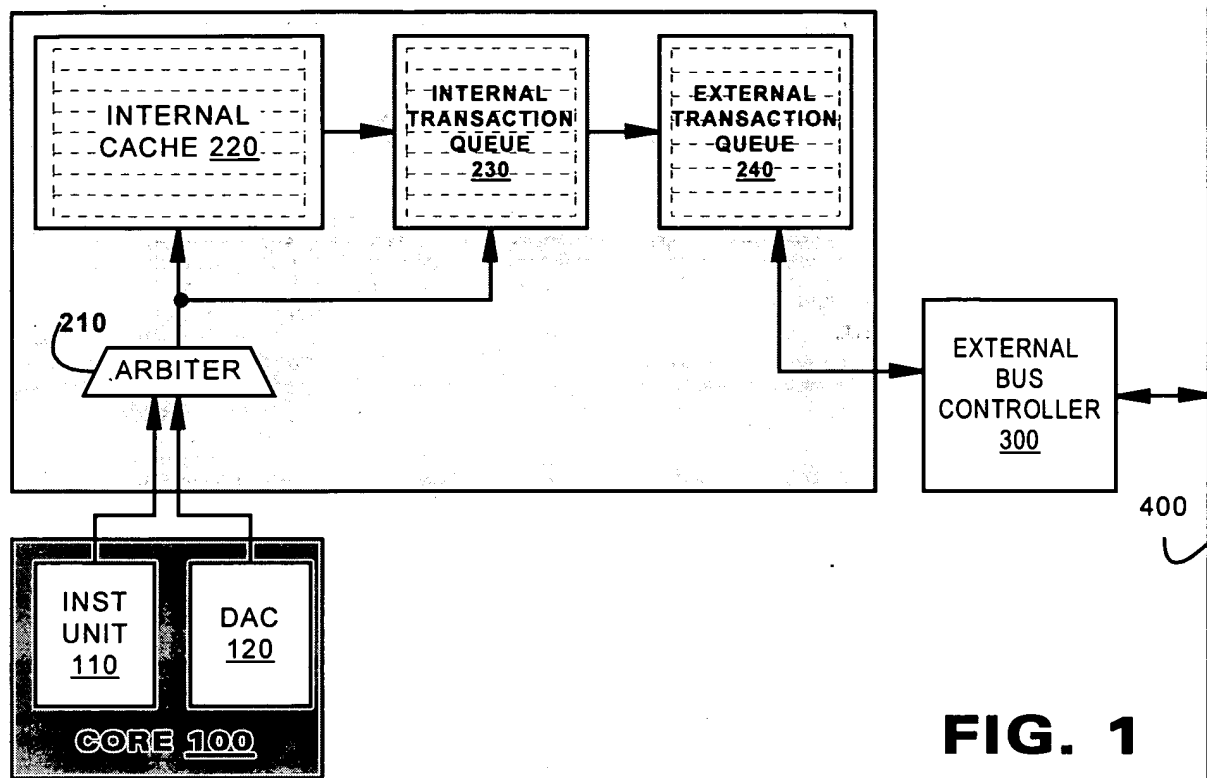 INTERNAL
CACHE 220
INTERNAL
TRANSACTION
QUEUE
230
EXTERNAL
TRANSACTION
QUEUE
240
210
ARBITER
EXTERNAL
BUS
CONTROLLER
300
400
INST
UNIT
110
DAC
120
CORE 100
FIG. 1